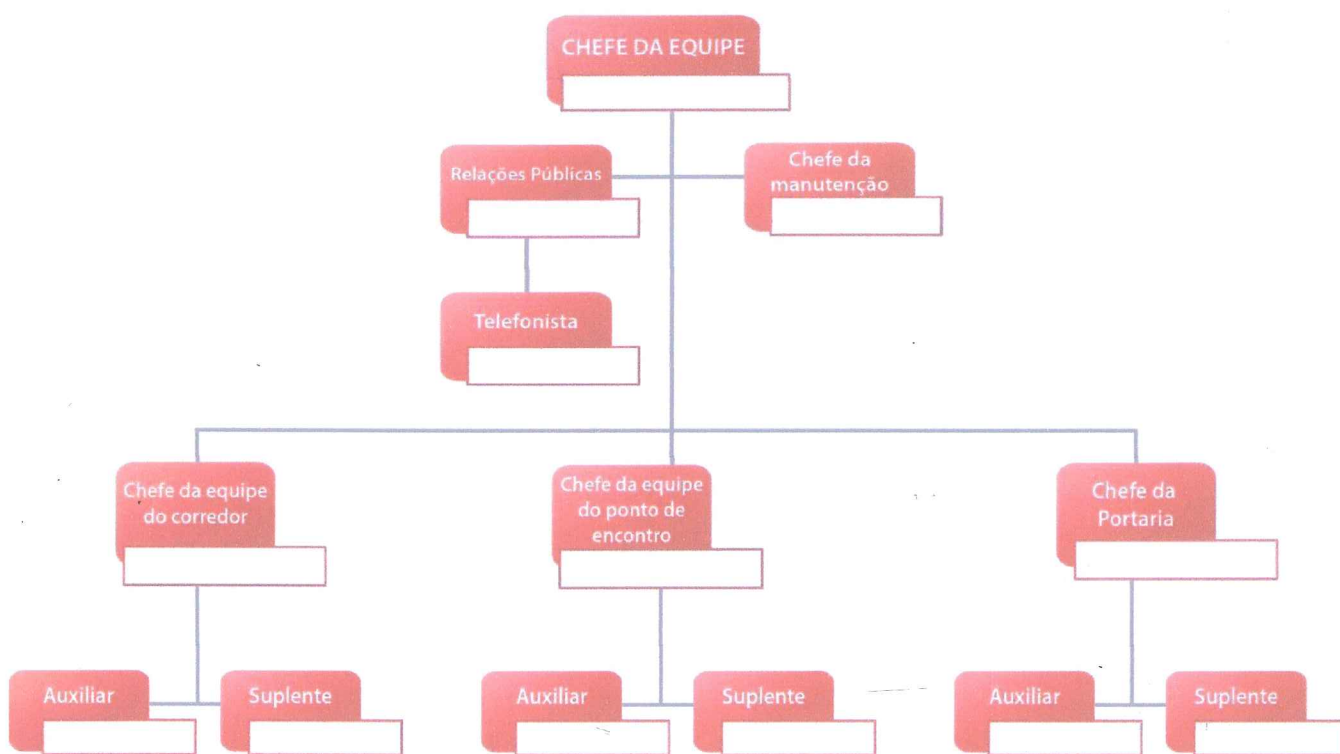 CHEFE DA EQUIPE
Relações Públicas
Chefe da
manutenção
Telefonista
Chefe da equipe
do corredor
Chefe da equipe
do ponto de
encontro
Chefe da
Portaria
Auxiliar
Suplente
Auxiliar
Suplente
Auxiliar
Suplente